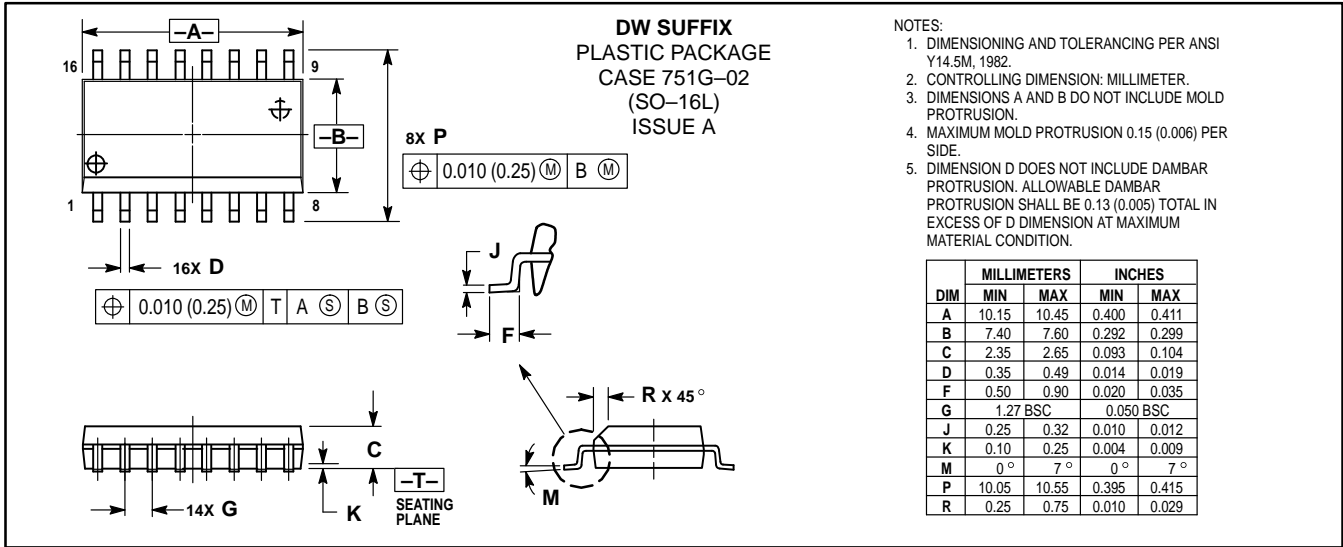 –A–
16
9
–B–
1
8
8X P
0.010 (0.25) Ⓜ B Ⓜ
16X D
0.010 (0.25) Ⓜ T A Ⓢ B Ⓢ
DW SUFFIX
PLASTIC PACKAGE
CASE 751G–02
(SO–16L)
ISSUE A
J
F
R X 45°
C
–T–
SEATING
PLANE
14X G
K
M
NOTES:
1. DIMENSIONING AND TOLERANCING PER ANSI
Y14.5M, 1982.
2. CONTROLLING DIMENSION: MILLIMETER.
3. DIMENSIONS A AND B DO NOT INCLUDE MOLD
PROTRUSION.
4. MAXIMUM MOLD PROTRUSION 0.15 (0.006) PER
SIDE.
5. DIMENSION D DOES NOT INCLUDE DAMBAR
PROTRUSION. ALLOWABLE DAMBAR
PROTRUSION SHALL BE 0.13 (0.005) TOTAL IN
EXCESS OF D DIMENSION AT MAXIMUM
MATERIAL CONDITION.
MILLIMETERS INCHES
DIM MIN MAX MIN MAX
A 10.15 10.45 0.400 0.411
B 7.40 7.60 0.292 0.299
C 2.35 2.65 0.093 0.104
D 0.35 0.49 0.014 0.019
F 0.50 0.90 0.020 0.035
G 1.27 BSC 0.050 BSC
J 0.25 0.32 0.010 0.012
K 0.10 0.25 0.004 0.009
M 0° 7° 0° 7°
P 10.05 10.55 0.395 0.415
R 0.25 0.75 0.010 0.029